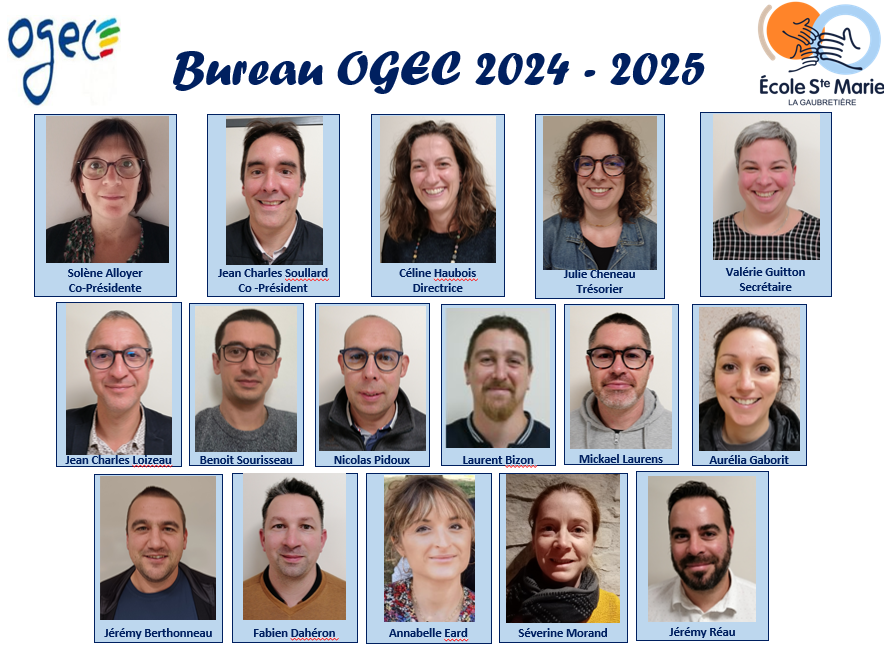 ogec
Bureau OGEC 2024 - 2025
École Ste Marie
LA GAUBRETIÈRE
Solène Alloyer
Co-Présidente
Jean Charles Soullard
Co -Président
Céline Haubois
Directrice
Julie Cheneau
Trésorier
Valérie Guitton
Secrétaire
Jean Charles Loizeau
Benoit Sourisseau
Nicolas Pidoux
Laurent Bizon
Mickael Laurens
Aurélia Gaborit
Jérémy Berthonneau
Fabien Dahéron
Annabelle Eard
Séverine Morand
Jérémy Réau